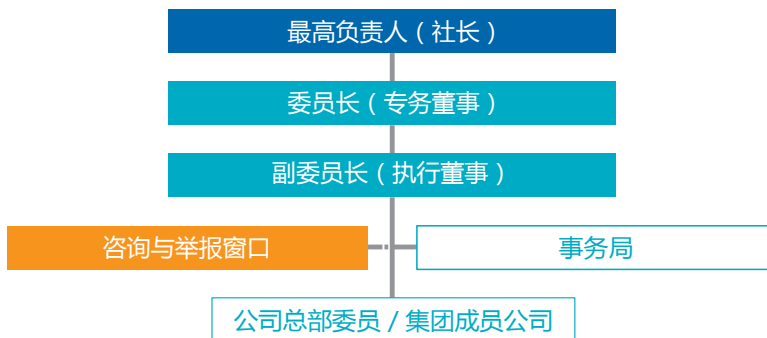 最高负责人（社长）
委员长（专务董事）
副委员长（执行董事）
咨询与举报窗口
事务局
公司总部委员 / 集团成员公司